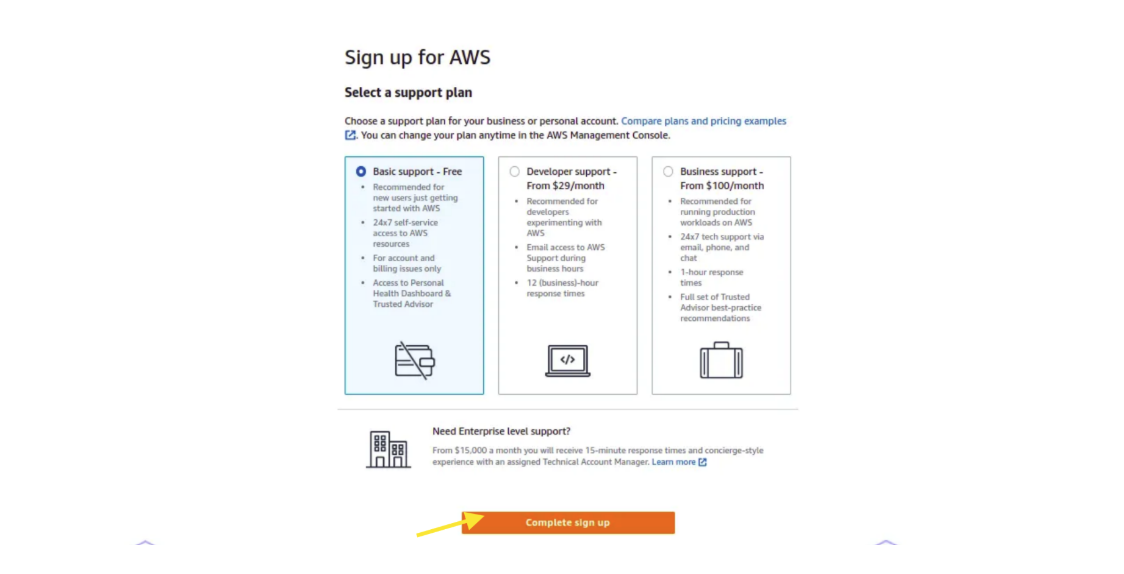 Sign up for AWS
Select a support plan
Choose a support plan for your business or personal account. Compare plans and pricing examples
. You can change your plan anytime in the AWS Management Console.
Basic support - Free
• Recommended for
new users just getting
started with AWS
• 24x7 self-service
access to AWS
resources
• For account and
billing issues only
• Access to Personal
Health Dashboard &
Trusted Advisor
Developer support -
From $29/month
• Recommended for
developers
experimenting with
AWS
• Email access to AWS
Support during
business hours
• 12 (business)-hour
response times
</>
Business support -
From $100/month
• Recommended for
running production
workloads on AWS
• 24x7 tech support via
email, phone, and
chat
• 1-hour response
times
• Full set of Trusted
Advisor best-practice
recommendations
Need Enterprise level support?
From $15,000 a month you will receive 15-minute response times and concierge-style
experience with an assigned Technical Account Manager. Learn more
Complete sign up